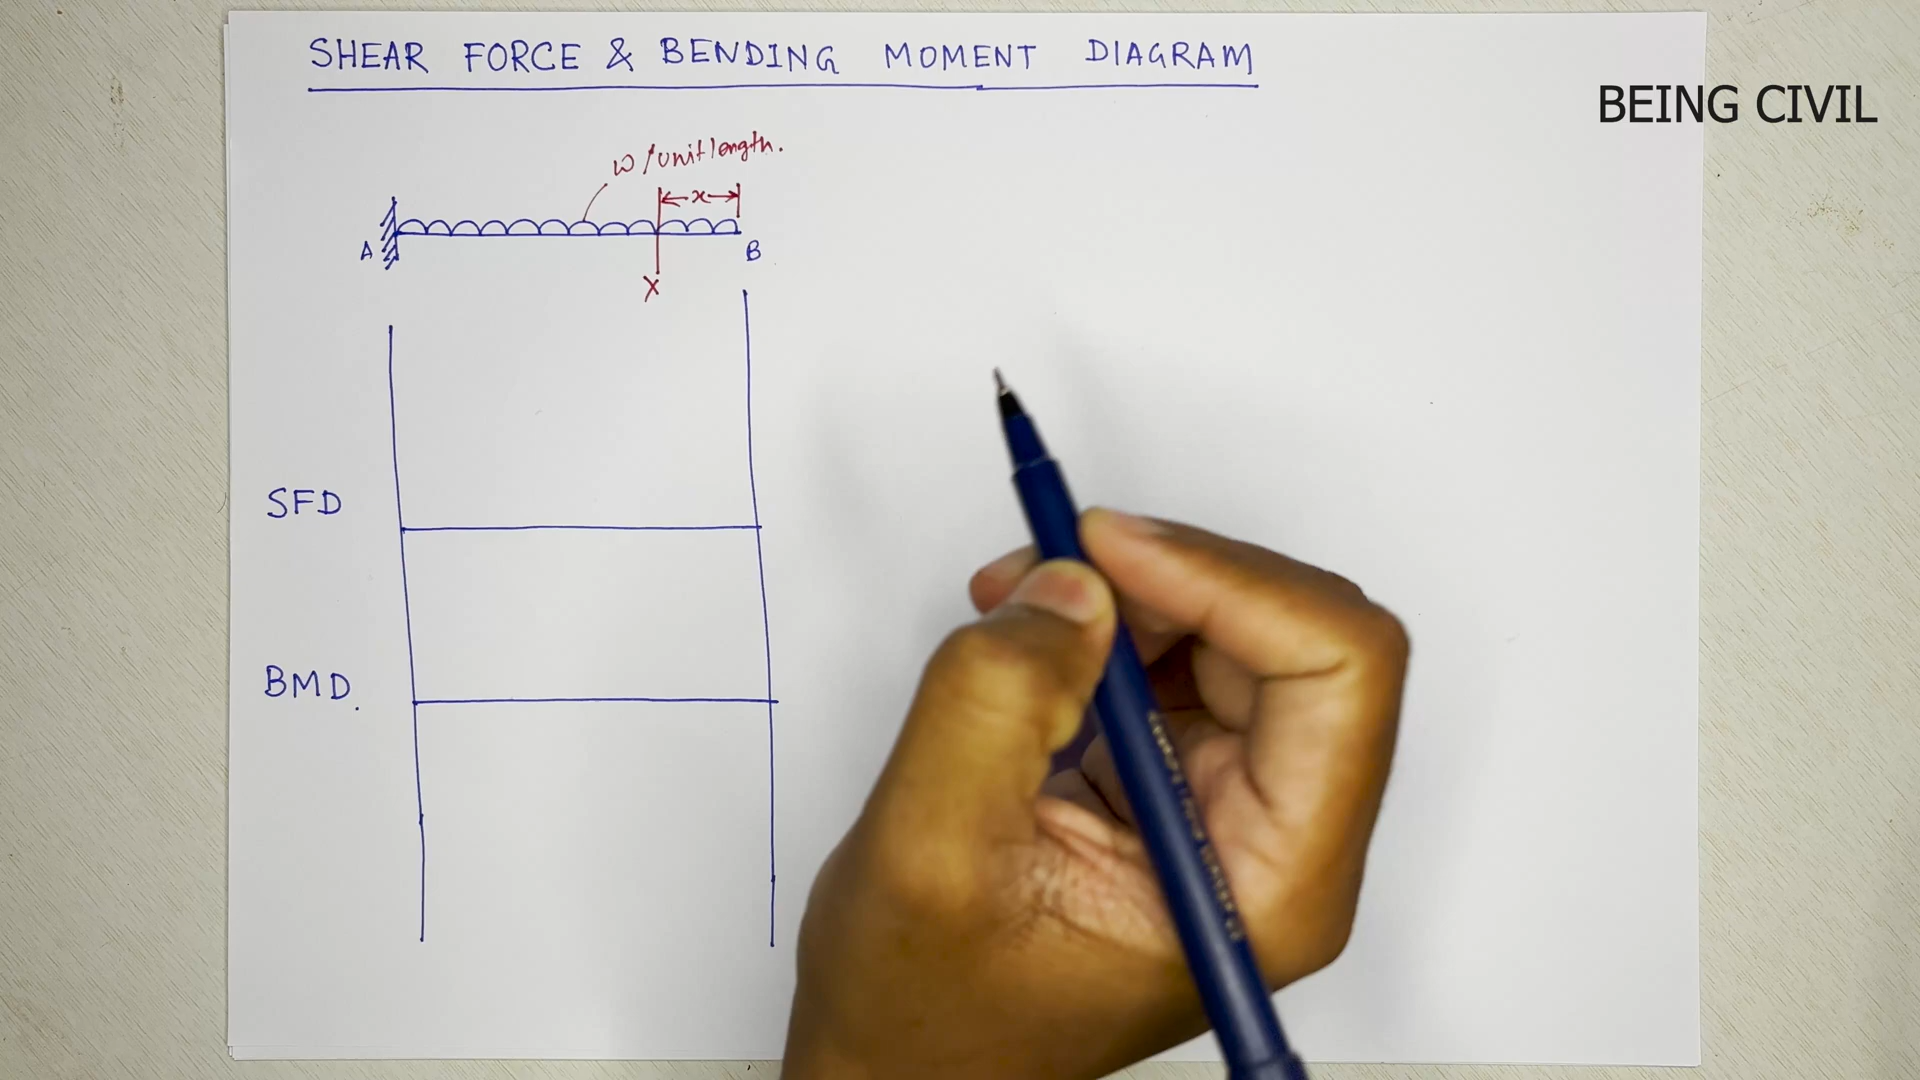 SHEAR FORCE & BENDING MOMENT DIAGRAM
BEING CIVIL
w/unit length.
x
A
B
X
SFD
BMD.